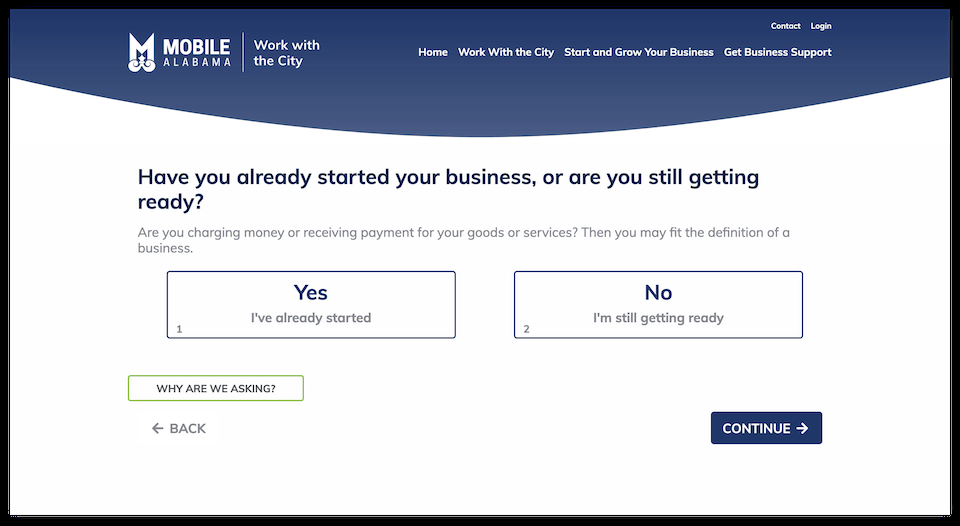 Contact Login
MOBILE
ALABAMA
Work with
the City
Home Work With the City Start and Grow Your Business Get Business Support
Have you already started your business, or are you still getting
ready?
Are you charging money or receiving payment for your goods or services? Then you may fit the definition of a
business.
Yes
I've already started
1
No
I'm still getting ready
2
WHY ARE WE ASKING?
← BACK
CONTINUE →